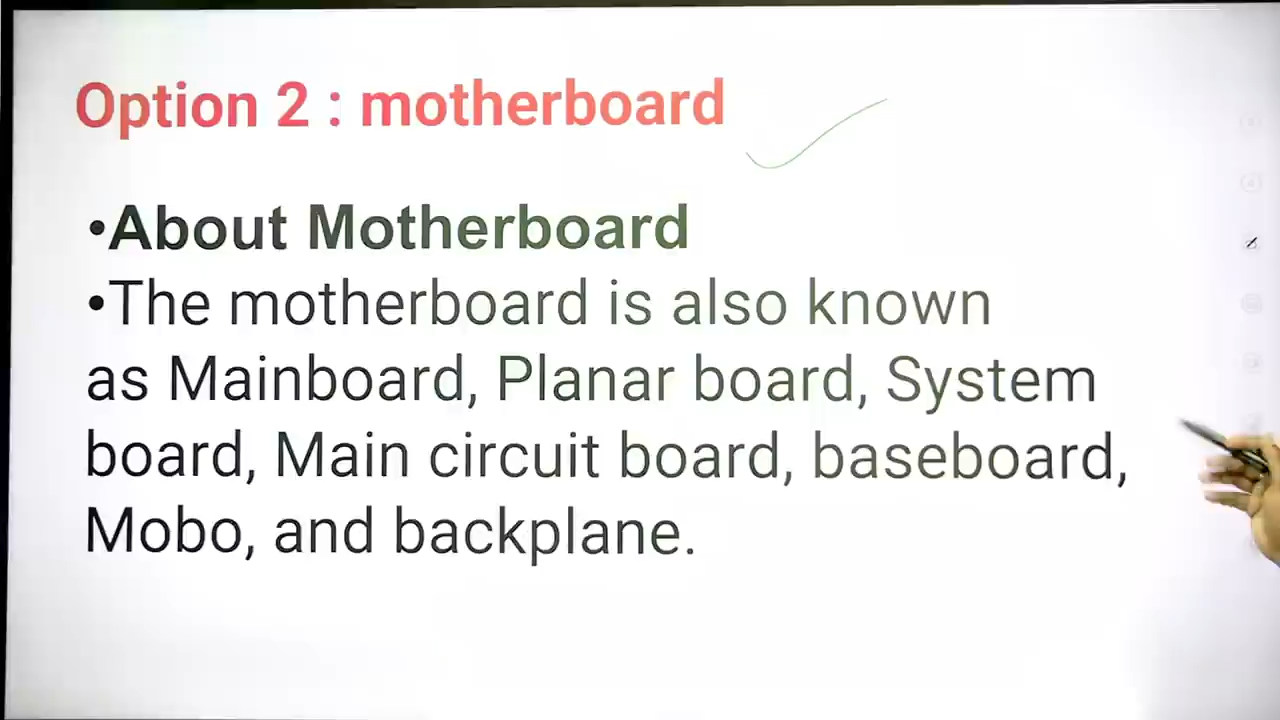 Option 2 : motherboard
•About Motherboard
•The motherboard is also known
as Mainboard, Planar board, System
board, Main circuit board, baseboard,
Mobo, and backplane.